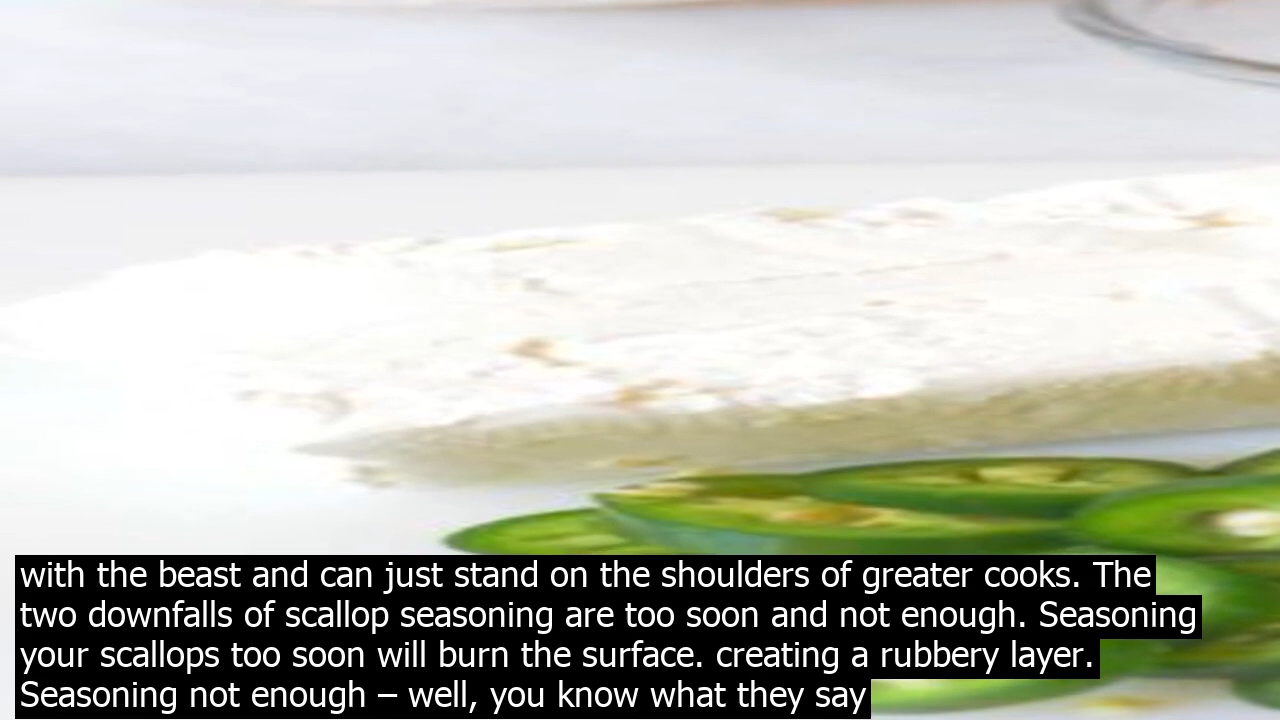 with the beast and can just stand on the shoulders of greater cooks. The
two downfalls of scallop seasoning are too soon and not enough. Seasoning
your scallops too soon will burn the surface. creating a rubbery layer.
Seasoning not enough – well, you know what they say